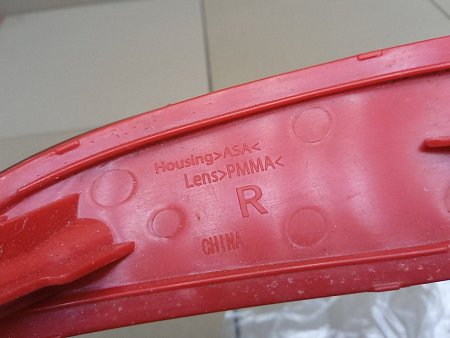 Housing>ASA<
Lens>PMMA<
R
CHINA